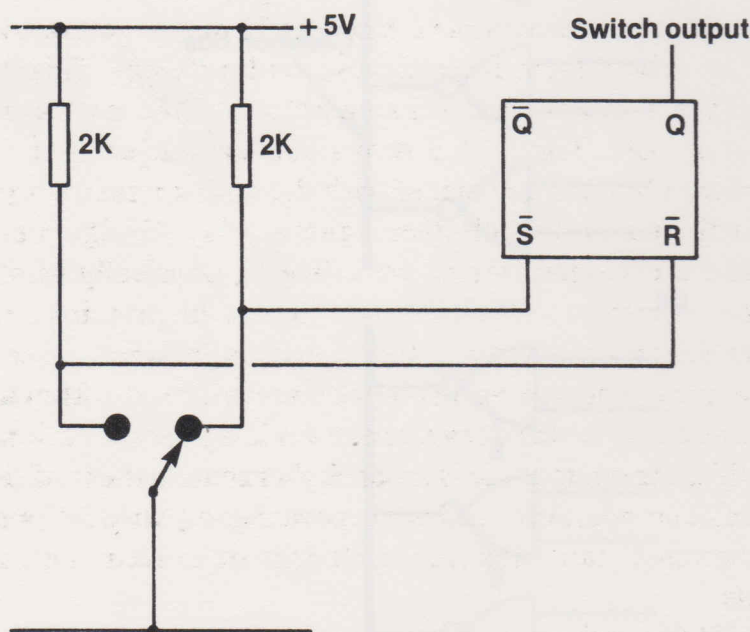 + 5V
Switch output
2K
2K
Q̅ Q
S̅ R̅